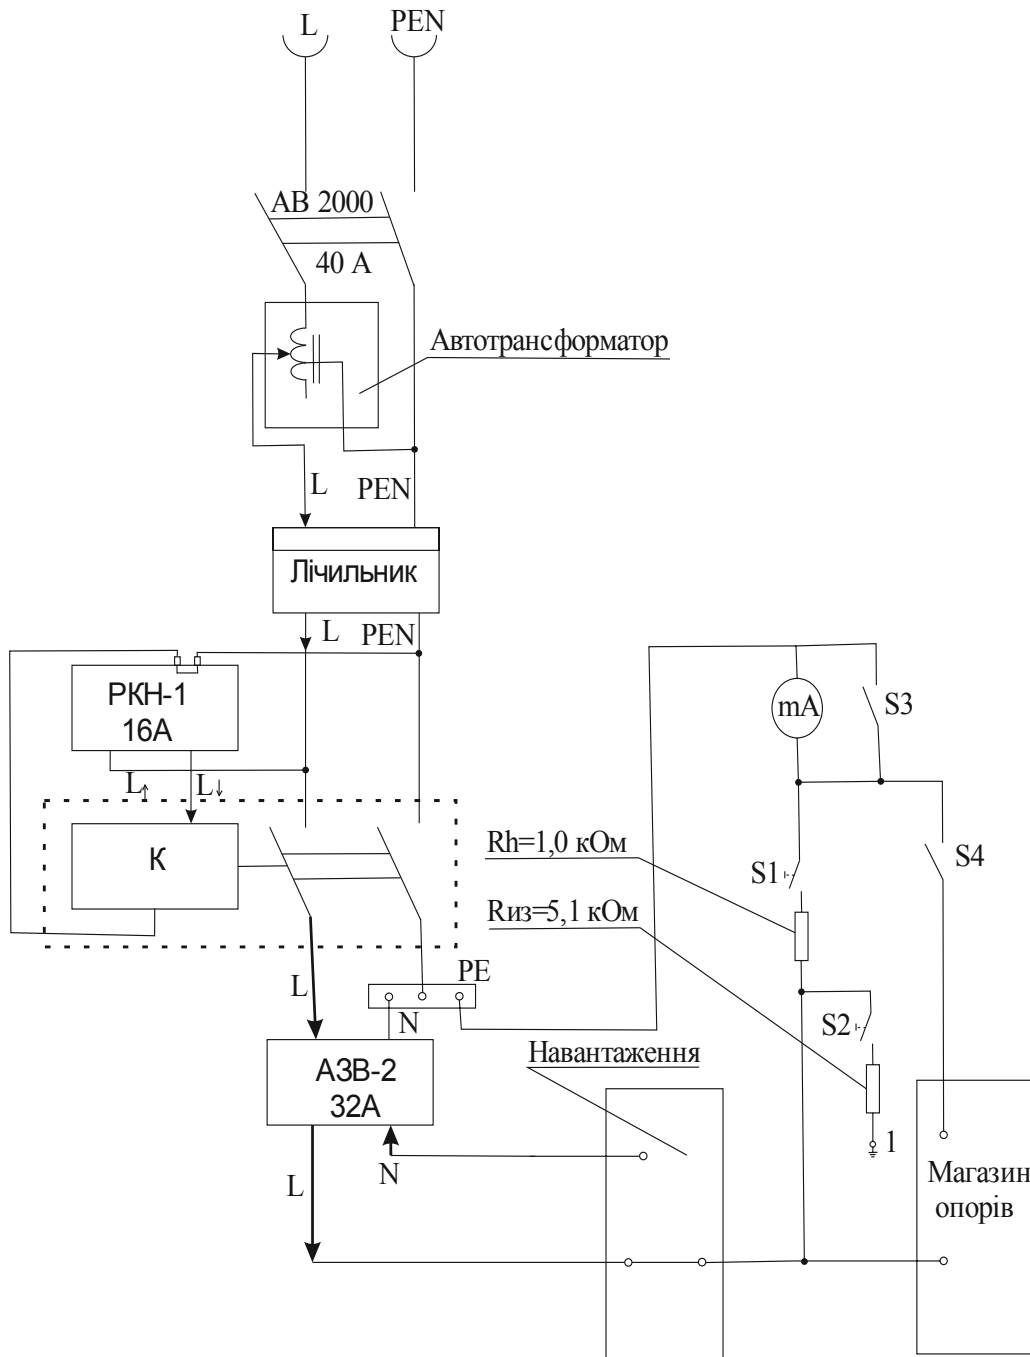 L
PEN
АВ 2000
40 А
Автотрансформатор
L
PEN
Лічильник
L
PEN
РКН-1
16А
mA
S3
L↑
L↓
К
Rh=1,0 кОм
S1
S4
Rиз=5,1 кОм
L
PE
N
S2
Навантаження
АЗВ-2
32А
1
L
N
Магазин
опорів